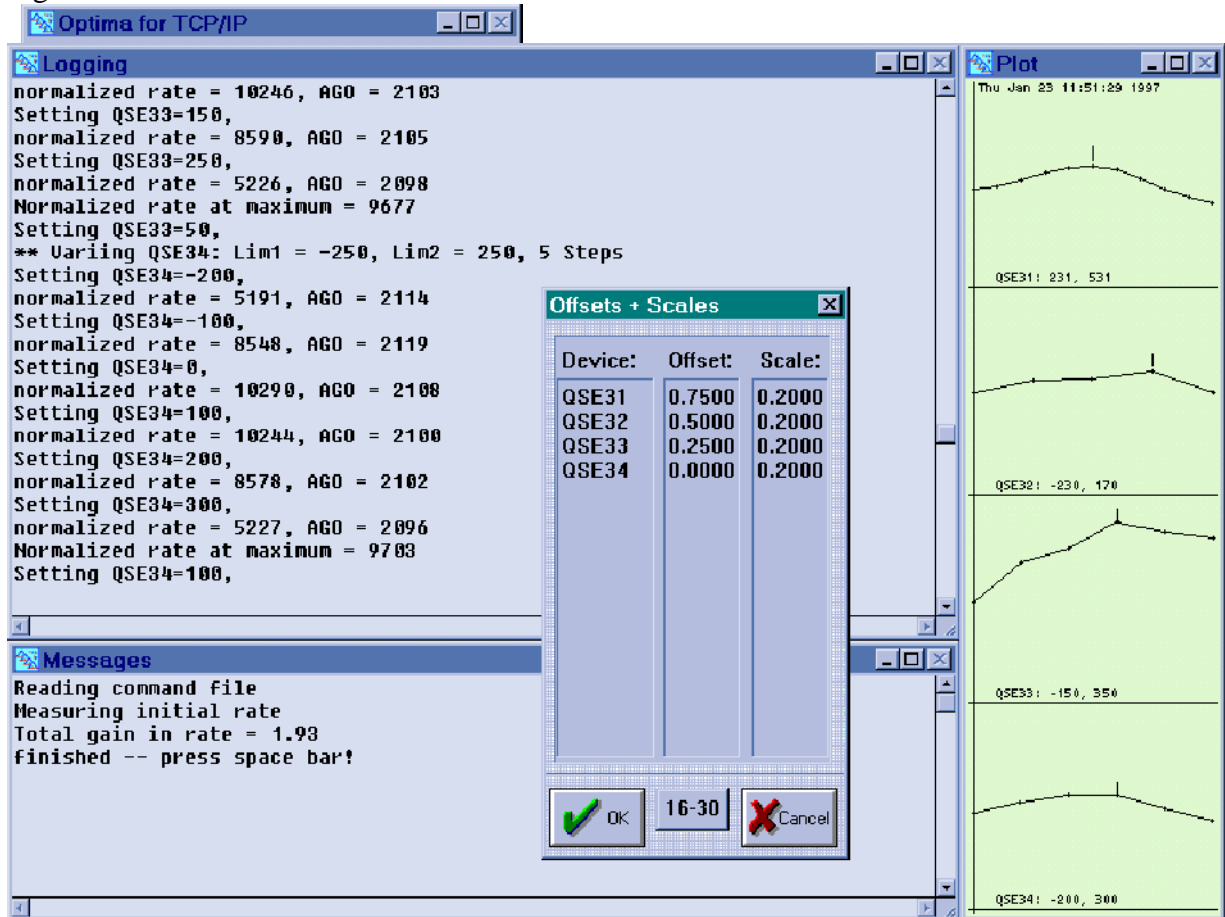 Optima for TCP/IP
Logging
normalized rate = 10246, AGO = 2103
Setting QSE33=150,
normalized rate = 8590, AGO = 2105
Setting QSE33=250,
normalized rate = 5226, AGO = 2098
Normalized rate at maximum = 9677
Setting QSE33=50,
** Variing QSE34: Lim1 = -250, Lim2 = 250, 5 Steps
Setting QSE34=-200,
normalized rate = 5191, AGO = 2114
Setting QSE34=-100,
normalized rate = 8548, AGO = 2119
Setting QSE34=0,
normalized rate = 10290, AGO = 2108
Setting QSE34=100,
normalized rate = 10244, AGO = 2100
Setting QSE34=200,
normalized rate = 8578, AGO = 2102
Setting QSE34=300,
normalized rate = 5227, AGO = 2096
Normalized rate at maximum = 9703
Setting QSE34=100,
Messages
Reading command file
Measuring initial rate
Total gain in rate = 1.93
finished -- press space bar!
Offsets + Scales
Device: Offset: Scale:
QSE31 0.7500 0.2000
QSE32 0.5000 0.2000
QSE33 0.2500 0.2000
QSE34 0.0000 0.2000
OK 16-30 Cancel
Plot
Thu Jan 23 11:51:29 1997
QSE31: 231, 531
QSE32: -230, 170
QSE33: -150, 350
QSE34: -200, 300